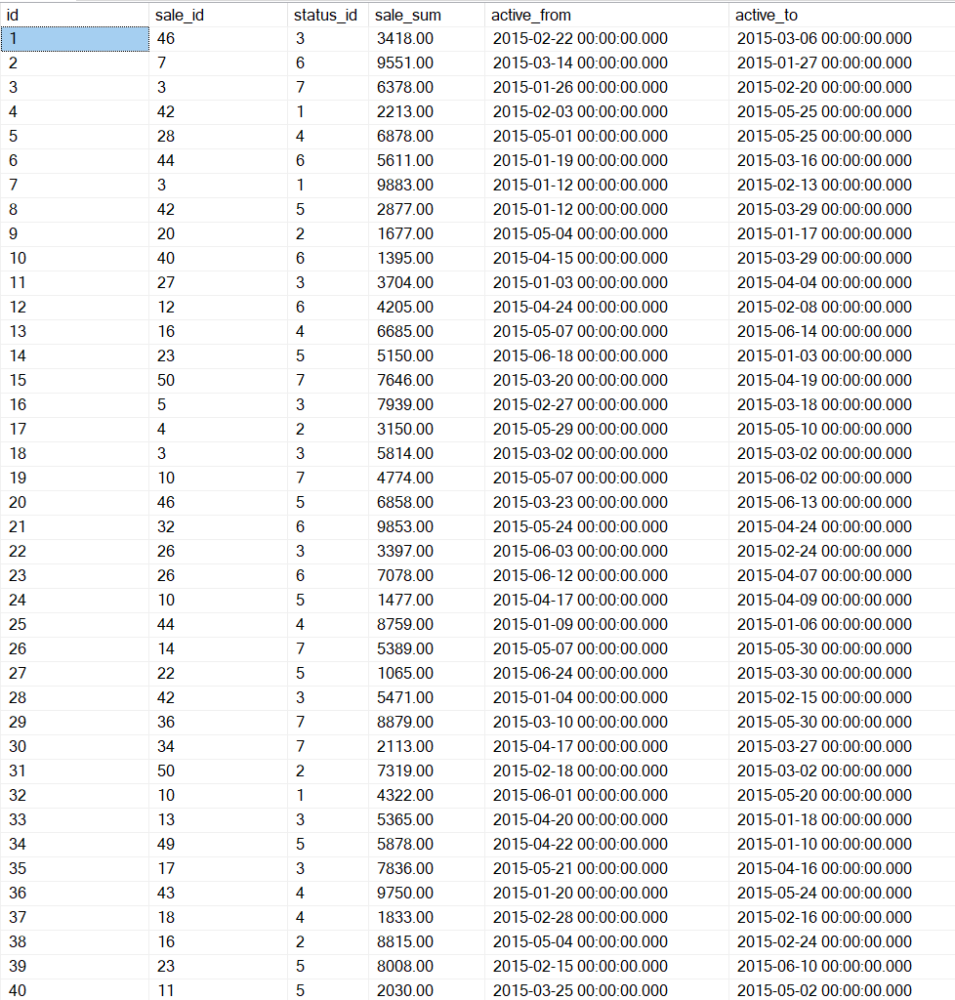 id sale_id status_id sale_sum active_from active_to
1 46 3 3418.00 2015-02-22 00:00:00.000 2015-03-06 00:00:00.000
2 7 6 9551.00 2015-03-14 00:00:00.000 2015-01-27 00:00:00.000
3 3 7 6378.00 2015-01-26 00:00:00.000 2015-02-20 00:00:00.000
4 42 1 2213.00 2015-02-03 00:00:00.000 2015-05-25 00:00:00.000
5 28 4 6878.00 2015-05-01 00:00:00.000 2015-05-25 00:00:00.000
6 44 6 5611.00 2015-01-19 00:00:00.000 2015-03-16 00:00:00.000
7 3 1 9883.00 2015-01-12 00:00:00.000 2015-02-13 00:00:00.000
8 42 5 2877.00 2015-01-12 00:00:00.000 2015-03-29 00:00:00.000
9 20 2 1677.00 2015-05-04 00:00:00.000 2015-01-17 00:00:00.000
10 40 6 1395.00 2015-04-15 00:00:00.000 2015-03-29 00:00:00.000
11 27 3 3704.00 2015-01-03 00:00:00.000 2015-04-04 00:00:00.000
12 12 6 4205.00 2015-04-24 00:00:00.000 2015-02-08 00:00:00.000
13 16 4 6685.00 2015-05-07 00:00:00.000 2015-06-14 00:00:00.000
14 23 5 5150.00 2015-06-18 00:00:00.000 2015-01-03 00:00:00.000
15 50 7 7646.00 2015-03-20 00:00:00.000 2015-04-19 00:00:00.000
16 5 3 7939.00 2015-02-27 00:00:00.000 2015-03-18 00:00:00.000
17 4 2 3150.00 2015-05-29 00:00:00.000 2015-05-10 00:00:00.000
18 3 3 5814.00 2015-03-02 00:00:00.000 2015-03-02 00:00:00.000
19 10 7 4774.00 2015-05-07 00:00:00.000 2015-06-02 00:00:00.000
20 46 5 6858.00 2015-03-23 00:00:00.000 2015-06-13 00:00:00.000
21 32 6 9853.00 2015-05-24 00:00:00.000 2015-04-24 00:00:00.000
22 26 3 3397.00 2015-06-03 00:00:00.000 2015-02-24 00:00:00.000
23 26 6 7078.00 2015-06-12 00:00:00.000 2015-04-07 00:00:00.000
24 10 5 1477.00 2015-04-17 00:00:00.000 2015-04-09 00:00:00.000
25 44 4 8759.00 2015-01-09 00:00:00.000 2015-01-06 00:00:00.000
26 14 7 5389.00 2015-05-07 00:00:00.000 2015-05-30 00:00:00.000
27 22 5 1065.00 2015-06-24 00:00:00.000 2015-03-30 00:00:00.000
28 42 3 5471.00 2015-01-04 00:00:00.000 2015-02-15 00:00:00.000
29 36 7 8879.00 2015-03-10 00:00:00.000 2015-05-30 00:00:00.000
30 34 7 2113.00 2015-04-17 00:00:00.000 2015-03-27 00:00:00.000
31 50 2 7319.00 2015-02-18 00:00:00.000 2015-03-02 00:00:00.000
32 10 1 4322.00 2015-06-01 00:00:00.000 2015-05-20 00:00:00.000
33 13 3 5365.00 2015-04-20 00:00:00.000 2015-01-18 00:00:00.000
34 49 5 5878.00 2015-04-22 00:00:00.000 2015-01-10 00:00:00.000
35 17 3 7836.00 2015-05-21 00:00:00.000 2015-04-16 00:00:00.000
36 43 4 9750.00 2015-01-20 00:00:00.000 2015-05-24 00:00:00.000
37 18 4 1833.00 2015-02-28 00:00:00.000 2015-02-16 00:00:00.000
38 16 2 8815.00 2015-05-04 00:00:00.000 2015-02-24 00:00:00.000
39 23 5 8008.00 2015-02-15 00:00:00.000 2015-06-10 00:00:00.000
40 11 5 2030.00 2015-03-25 00:00:00.000 2015-05-02 00:00:00.000